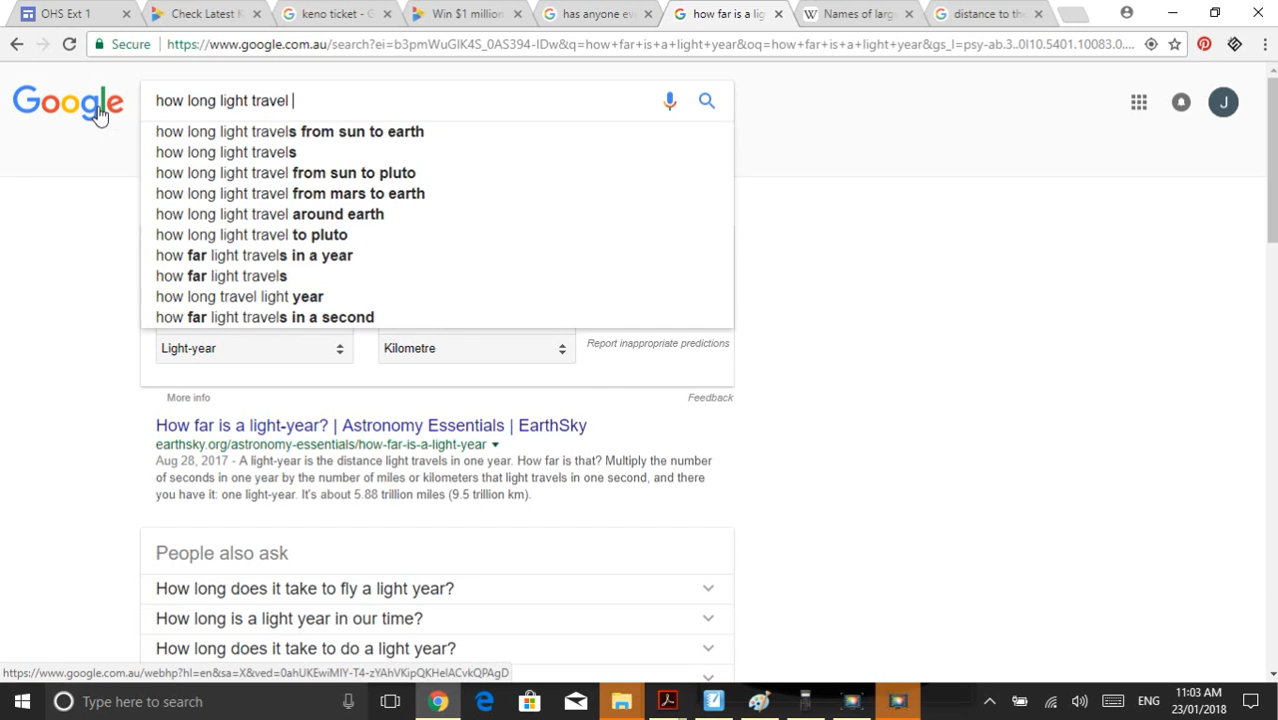 OHS Ext 1
Check Latest K
keno ticket - G
Win $1 million
has anyone eve
how far is a lig
Names of larg
distance to the
Secure
https://www.google.com.au/search?ei=b3pmWuGlK4S_0AS394-IDw&q=how+far+is+a+light+year&oq=how+far+is+a+light+year&gs_l=psy-ab.3..0l10.5401.10083.0....
Google
how long light travel
J
how long light travels from sun to earth
how long light travels
how long light travel from sun to pluto
how long light travel from mars to earth
how long light travel around earth
how long light travel to pluto
how far light travels in a year
how far light travels
how long travel light year
how far light travels in a second
Light-year
Kilometre
Report inappropriate predictions
More info
Feedback
How far is a light-year? | Astronomy Essentials | EarthSky
earthsky.org/astronomy-essentials/how-far-is-a-light-year
Aug 28, 2017 - A light-year is the distance light travels in one year. How far is that? Multiply the number
of seconds in one year by the number of miles or kilometers that light travels in one second, and there
you have it: one light-year. It's about 5.88 trillion miles (9.5 trillion km).
People also ask
How long does it take to fly a light year?
How long is a light year in our time?
How long does it take to do a light year?
https://www.google.com.au/webhp?hl=en&sa=X&ved=0ahUKEwiMlY-T4-zYAhVKipQKHeIACvkQPAgD
Type here to search
ENG
11:03 AM
23/01/2018